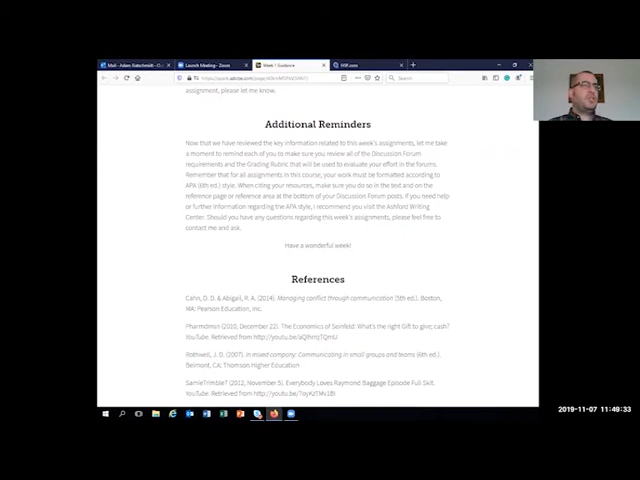 Launch Meeting - Zoom
Week 1 Guidance
Search
assignment, please let me know.
Additional Reminders
Now that we have reviewed the key information related to this week's assignments, let me take
a moment to remind each of you to make sure you review all of the Discussion Forum
requirements and the Grading Rubric that will be used to evaluate your effort in the forums.
Remember that for all assignments in this course, your work must be formatted according to
APA (6th ed.) style. When citing your resources, make sure you do so in the text and on the
reference page or reference area at the bottom of your Discussion Forum posts. If you need help
or further information regarding the APA style, I recommend you visit the Ashford Writing
Center. Should you have any questions regarding this week's assignments, please feel free to
contact me and ask.
Have a wonderful week!
References
Cahn, D. D. & Abigail, R. A. (2014). Managing conflict through communication (5th ed.). Boston,
MA: Pearson Education, Inc.
(2010, December 22). The Economics of Seinfeld: What's the right Gift to give; cash?
YouTube. Retrieved from
Rothwell, J. D. (2007). In mixed company: Communicating in small groups and teams (6th ed.).
Belmont, CA: Thomson Higher Education
SamieTrimbleT (2012, November 5). Everybody Loves Raymond Baggage Episode Full Skit.
YouTube. Retrieved from
2019-11-07 11:49:33